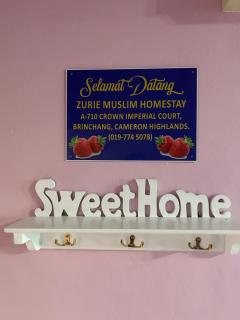 Selamat Datang
ZURIE MUSLIM HOMESTAY
A-710 CROWN IMPERIAL COURT,
BRINCHANG, CAMERON HIGHLANDS.
(019-774 5078)
SweetHome